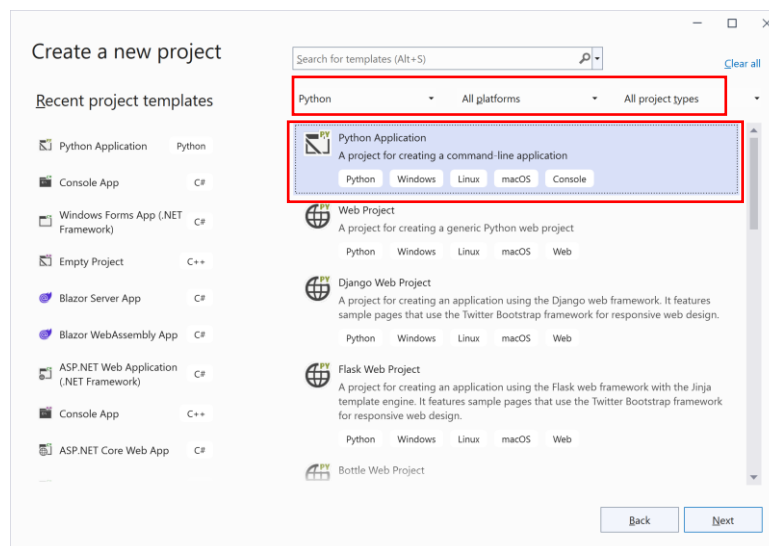 Create a new project
Recent project templates
Python Application Python
Console App C#
Windows Forms App (.NET
Framework) C#
Empty Project C++
Blazor Server App C#
Blazor WebAssembly App C#
ASP.NET Web Application
(.NET Framework) C#
Console App C++
ASP.NET Core Web App C#
Search for templates (Alt+S)
Clear all
Python All platforms All project types
Python Application
A project for creating a command-line application
Python Windows Linux macOS Console
Web Project
A project for creating a generic Python web project
Python Windows Linux macOS Web
Django Web Project
A project for creating an application using the Django web framework. It features
sample pages that use the Twitter Bootstrap framework for responsive web design.
Python Windows Linux macOS Web
Flask Web Project
A project for creating an application using the Flask web framework with the Jinja
template engine. It features sample pages that use the Twitter Bootstrap framework
for responsive web design.
Python Windows Linux macOS Web
Bottle Web Project
Back Next